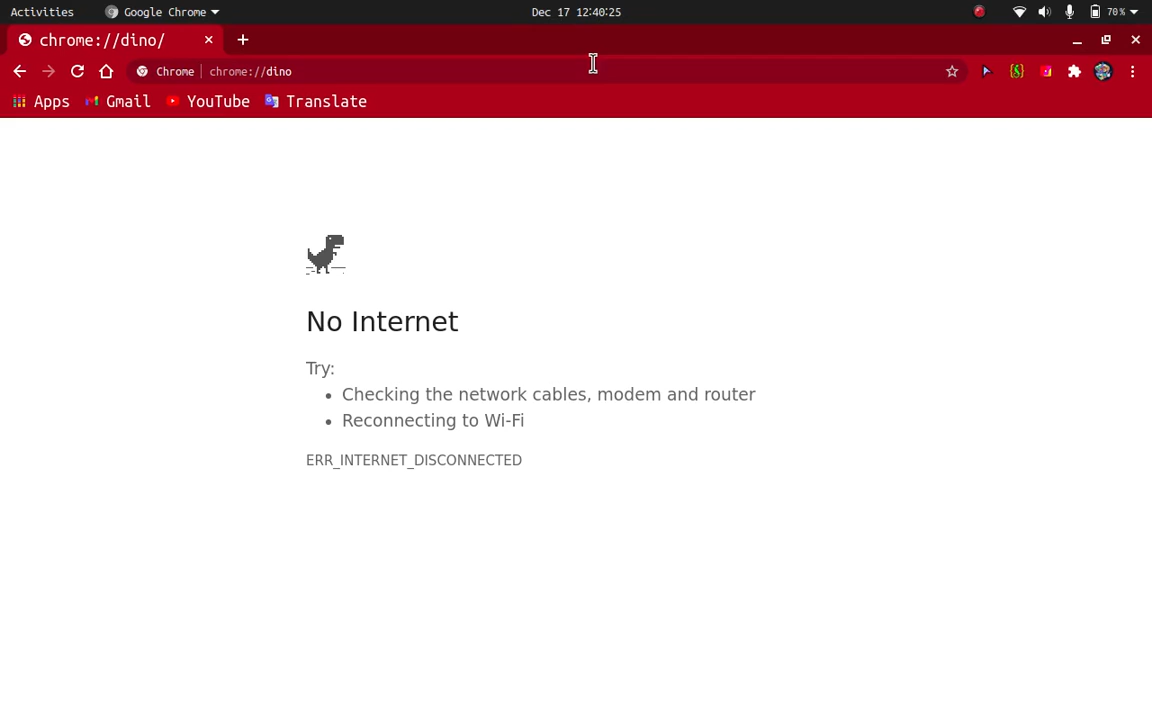 Activities Google Chrome Dec 17 12:40:25 70%
chrome://dino/
Chrome chrome://dino
Apps Gmail YouTube Translate
No Internet
Try:
• Checking the network cables, modem and router
• Reconnecting to Wi-Fi
ERR_INTERNET_DISCONNECTED